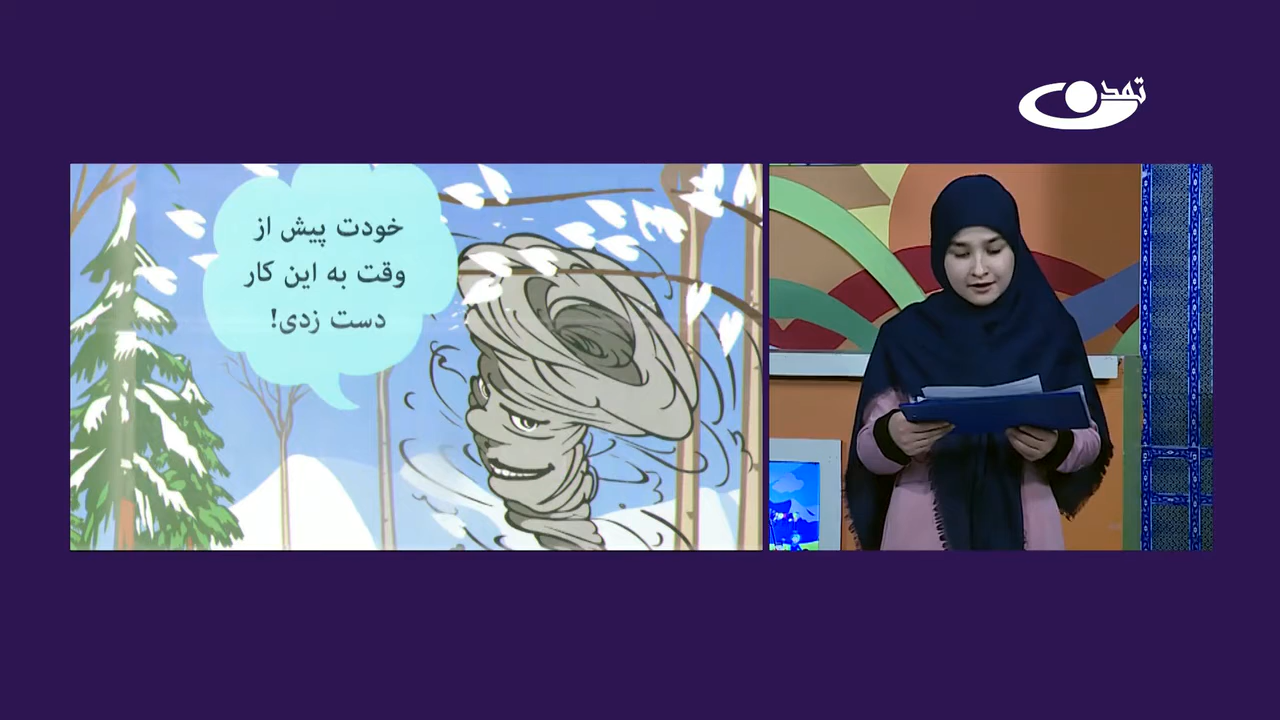 تمدن
خودت پیش از
وقت به این کار
دست زدی!